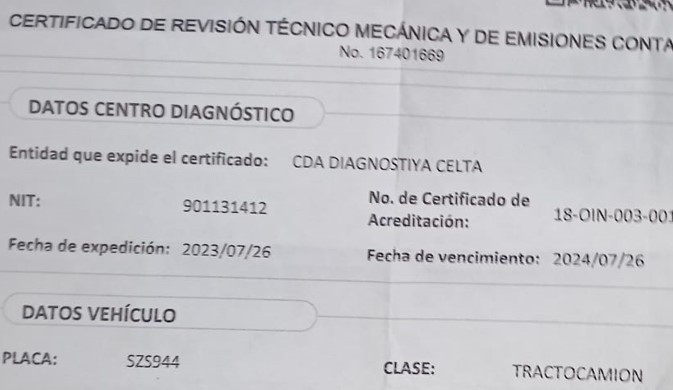 CERTIFICADO DE REVISIÓN TÉCNICO MECÁNICA Y DE EMISIONES CONTA
No. 167401669
DATOS CENTRO DIAGNÓSTICO
Entidad que expide el certificado: CDA DIAGNOSTIYA CELTA
NIT: 901131412 No. de Certificado de Acreditación: 18-OIN-003-001
Fecha de expedición: 2023/07/26 Fecha de vencimiento: 2024/07/26
DATOS VEHÍCULO
PLACA: SZS944 CLASE: TRACTOCAMION